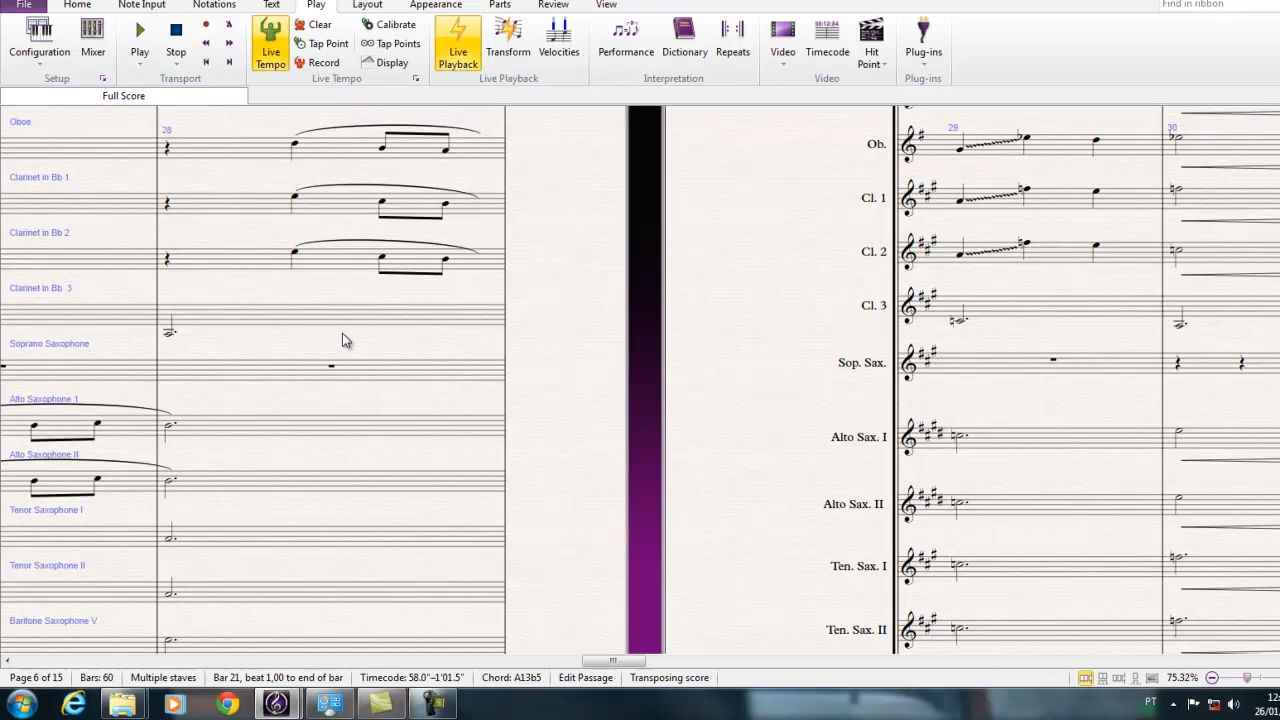 File Home Note Input Notations Text Play Layout Appearance Parts Review View Find in ribbon
Configuration Mixer Play Stop Live Tempo Clear Tap Point Record Calibrate Tap Points Display Live Playback Transform Velocities Performance Dictionary Repeats Video Timecode Hit Point Plug-ins
Setup Transport Live Tempo Live Playback Interpretation Video Plug-ins
Full Score
Oboe
28
Clarinet in Bb 1
Clarinet in Bb 2
Clarinet in Bb 3
Soprano Saxophone
Alto Saxophone 1
Alto Saxophone II
Tenor Saxophone I
Tenor Saxophone II
Baritone Saxophone V
29 30
Ob.
Cl. 1
Cl. 2
Cl. 3
Sop. Sax.
Alto Sax. I
Alto Sax. II
Ten. Sax. I
Ten. Sax. II
Page 6 of 15 Bars: 60 Multiple staves Bar 21, beat 1,00 to end of bar Timecode: 58.0"–1'01.5" Chord: A13b5 Edit Passage Transposing score 75.32%
PT 12:
26/01